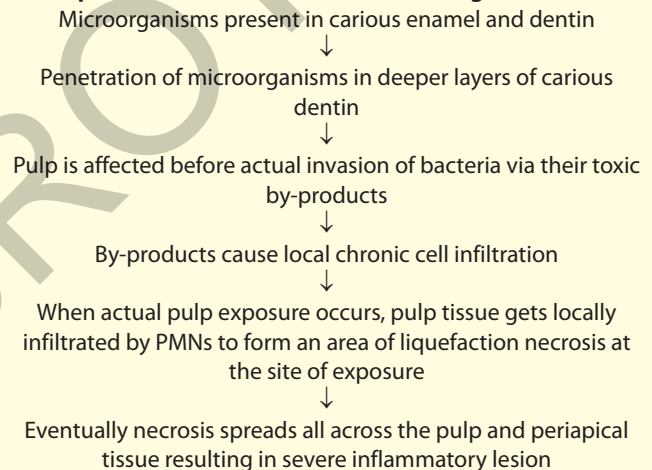 Microorganisms present in carious enamel and dentin
↓
Penetration of microorganisms in deeper layers of carious
dentin
↓
Pulp is affected before actual invasion of bacteria via their toxic
by-products
↓
By-products cause local chronic cell infiltration
↓
When actual pulp exposure occurs, pulp tissue gets locally
infiltrated by PMNs to form an area of liquefaction necrosis at
the site of exposure
↓
Eventually necrosis spreads all across the pulp and periapical
tissue resulting in severe inflammatory lesion